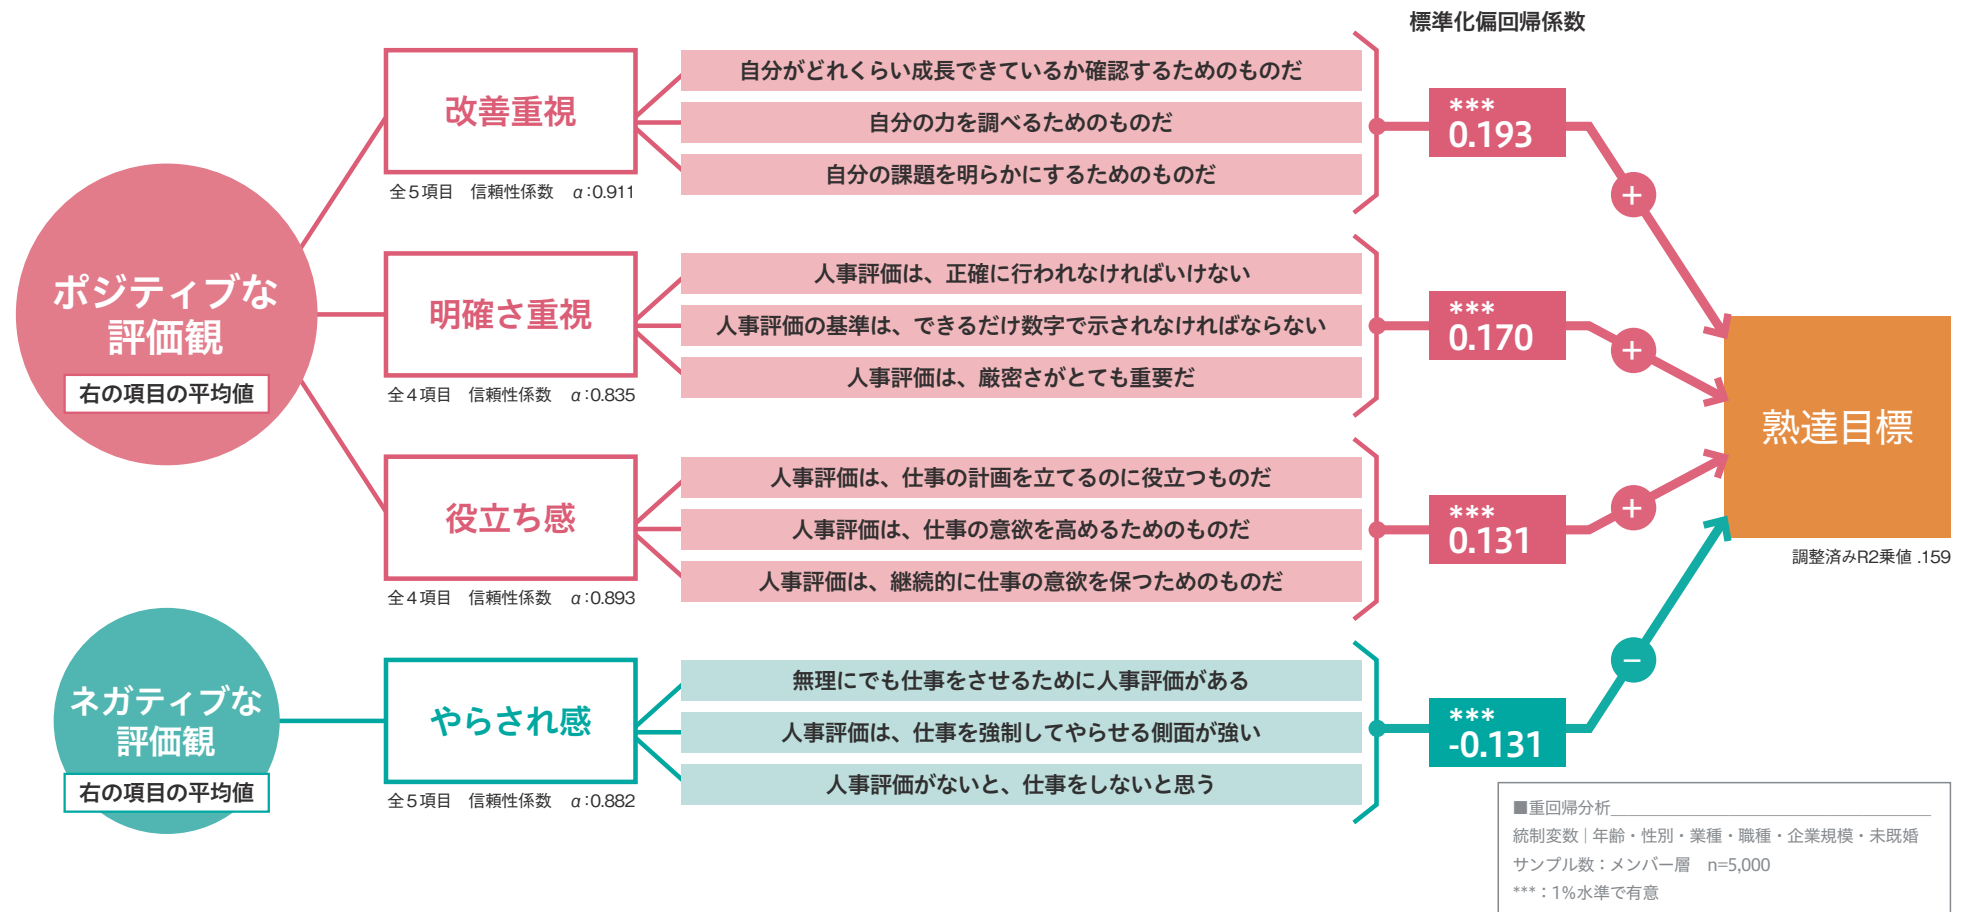 標準化偏回帰係数
ポジティブな
評価観
右の項目の平均値
改善重視
全5項目　信頼性係数　α:0.911
自分がどれくらい成長できているか確認するためのものだ
自分の力を調べるためのものだ
自分の課題を明らかにするためのものだ
***
0.193
+
明確さ重視
全4項目　信頼性係数　α:0.835
人事評価は、正確に行われなければいけない
人事評価の基準は、できるだけ数字で示されなければならない
人事評価は、厳密さがとても重要だ
***
0.170
+
役立ち感
全4項目　信頼性係数　α:0.893
人事評価は、仕事の計画を立てるのに役立つものだ
人事評価は、仕事の意欲を高めるためのものだ
人事評価は、継続的に仕事の意欲を保つためのものだ
***
0.131
+
ネガティブな
評価観
右の項目の平均値
やらされ感
全5項目　信頼性係数　α:0.882
無理にでも仕事をさせるために人事評価がある
人事評価は、仕事を強制してやらせる側面が強い
人事評価がないと、仕事をしないと思う
***
-0.131
−
熟達目標
調整済みR2乗値 .159
■重回帰分析
統制変数｜年齢・性別・業種・職種・企業規模・未既婚
サンプル数：メンバー層　n=5,000
***：1％水準で有意